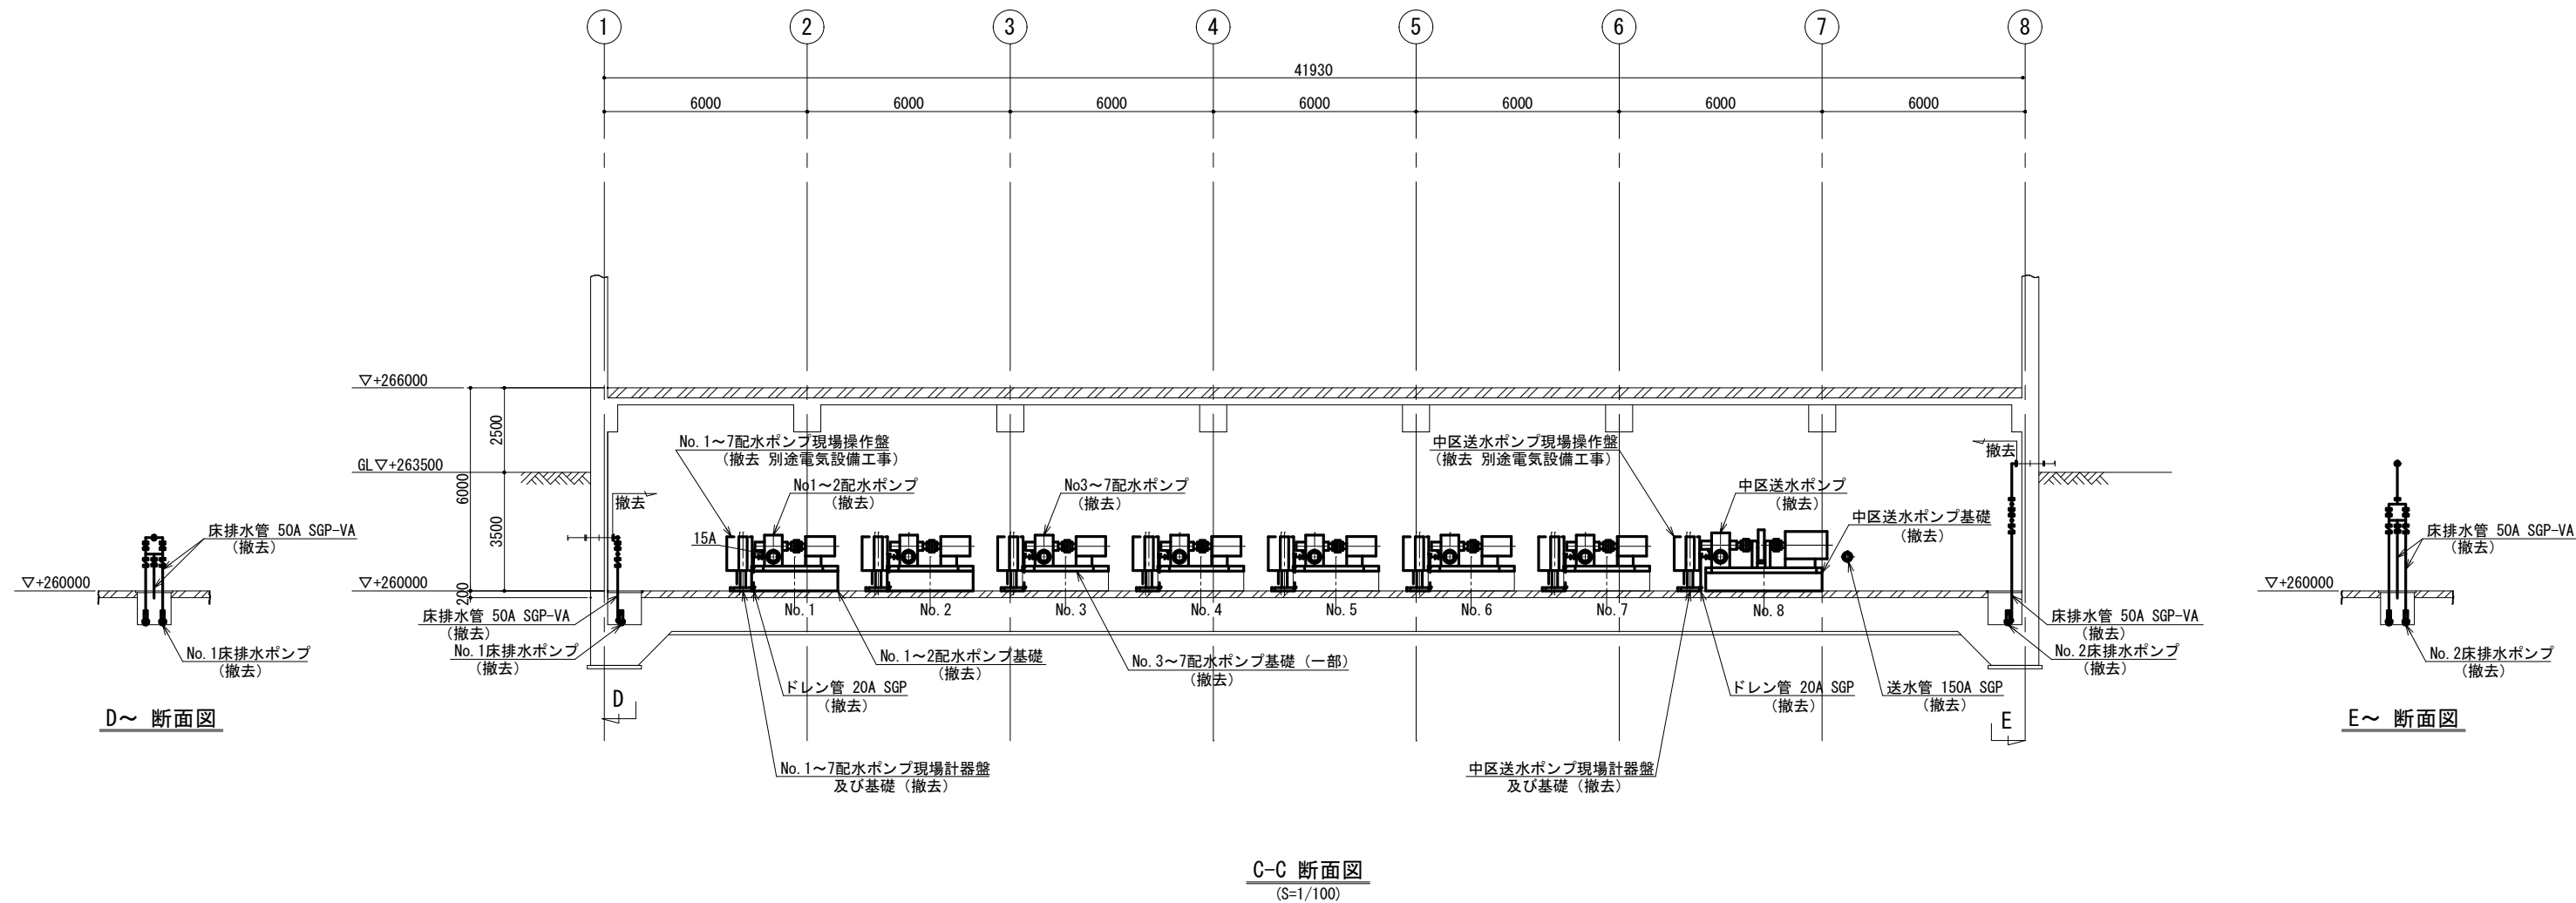 1 2 3 4 5 6 7 8
41930
6000 6000 6000 6000 6000 6000 6000
▽+266000
2500
GL▽+263500
6000
3500
▽+260000
200
No.1～7配水ポンプ現場操作盤
（撤去 別途電気設備工事）
No1～2配水ポンプ
（撤去）
No3～7配水ポンプ
（撤去）
中区送水ポンプ現場操作盤
（撤去 別途電気設備工事）
中区送水ポンプ
（撤去）
中区送水ポンプ基礎
（撤去）
撤去
撤去
15A
No.1 No.2 No.3 No.4 No.5 No.6 No.7 No.8
床排水管 50A SGP-VA
（撤去）
No.1床排水ポンプ
（撤去）
No.1～2配水ポンプ基礎
（撤去）
No.3～7配水ポンプ基礎（一部）
（撤去）
ドレン管 20A SGP
（撤去）
ドレン管 20A SGP
（撤去）
送水管 150A SGP
（撤去）
床排水管 50A SGP-VA
（撤去）
No.2床排水ポンプ
（撤去）
D
E
No.1～7配水ポンプ現場計器盤
及び基礎（撤去）
中区送水ポンプ現場計器盤
及び基礎（撤去）
C-C 断面図
(S=1/100)
床排水管 50A SGP-VA
（撤去）
▽+260000
No.1床排水ポンプ
（撤去）
D～ 断面図
床排水管 50A SGP-VA
（撤去）
▽+260000
No.2床排水ポンプ
（撤去）
E～ 断面図